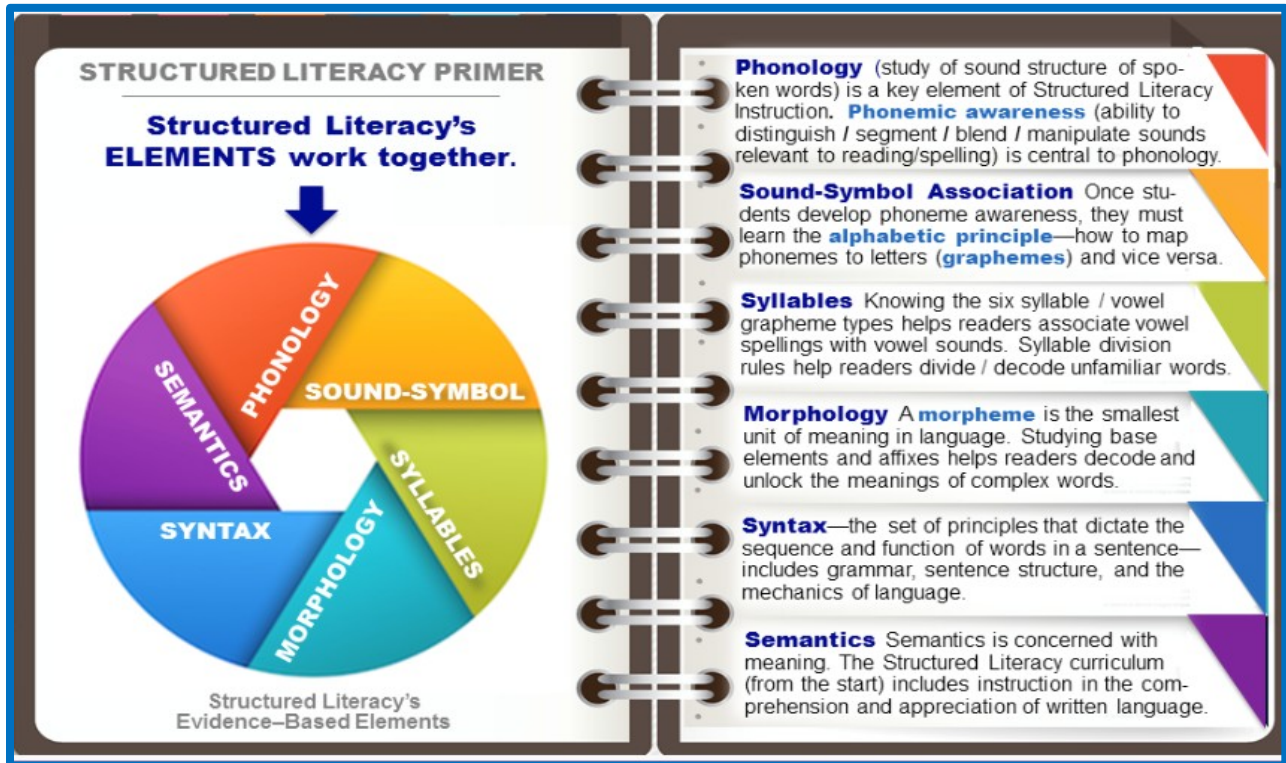 STRUCTURED LITERACY PRIMER
Structured Literacy's
ELEMENTS work together.
PHONOLOGY
SOUND-SYMBOL
SYLLABLES
MORPHOLOGY
SYNTAX
SEMANTICS
Structured Literacy's
Evidence–Based Elements
Phonology (study of sound structure of spo-
ken words) is a key element of Structured Literacy
Instruction. Phonemic awareness (ability to
distinguish / segment / blend / manipulate sounds
relevant to reading/spelling) is central to phonology.
Sound-Symbol Association Once stu-
dents develop phoneme awareness, they must
learn the alphabetic principle—how to map
phonemes to letters (graphemes) and vice versa.
Syllables Knowing the six syllable / vowel
grapheme types helps readers associate vowel
spellings with vowel sounds. Syllable division
rules help readers divide / decode unfamiliar words.
Morphology A morpheme is the smallest
unit of meaning in language. Studying base
elements and affixes helps readers decode and
unlock the meanings of complex words.
Syntax—the set of principles that dictate the
sequence and function of words in a sentence—
includes grammar, sentence structure, and the
mechanics of language.
Semantics Semantics is concerned with
meaning. The Structured Literacy curriculum
(from the start) includes instruction in the com-
prehension and appreciation of written language.